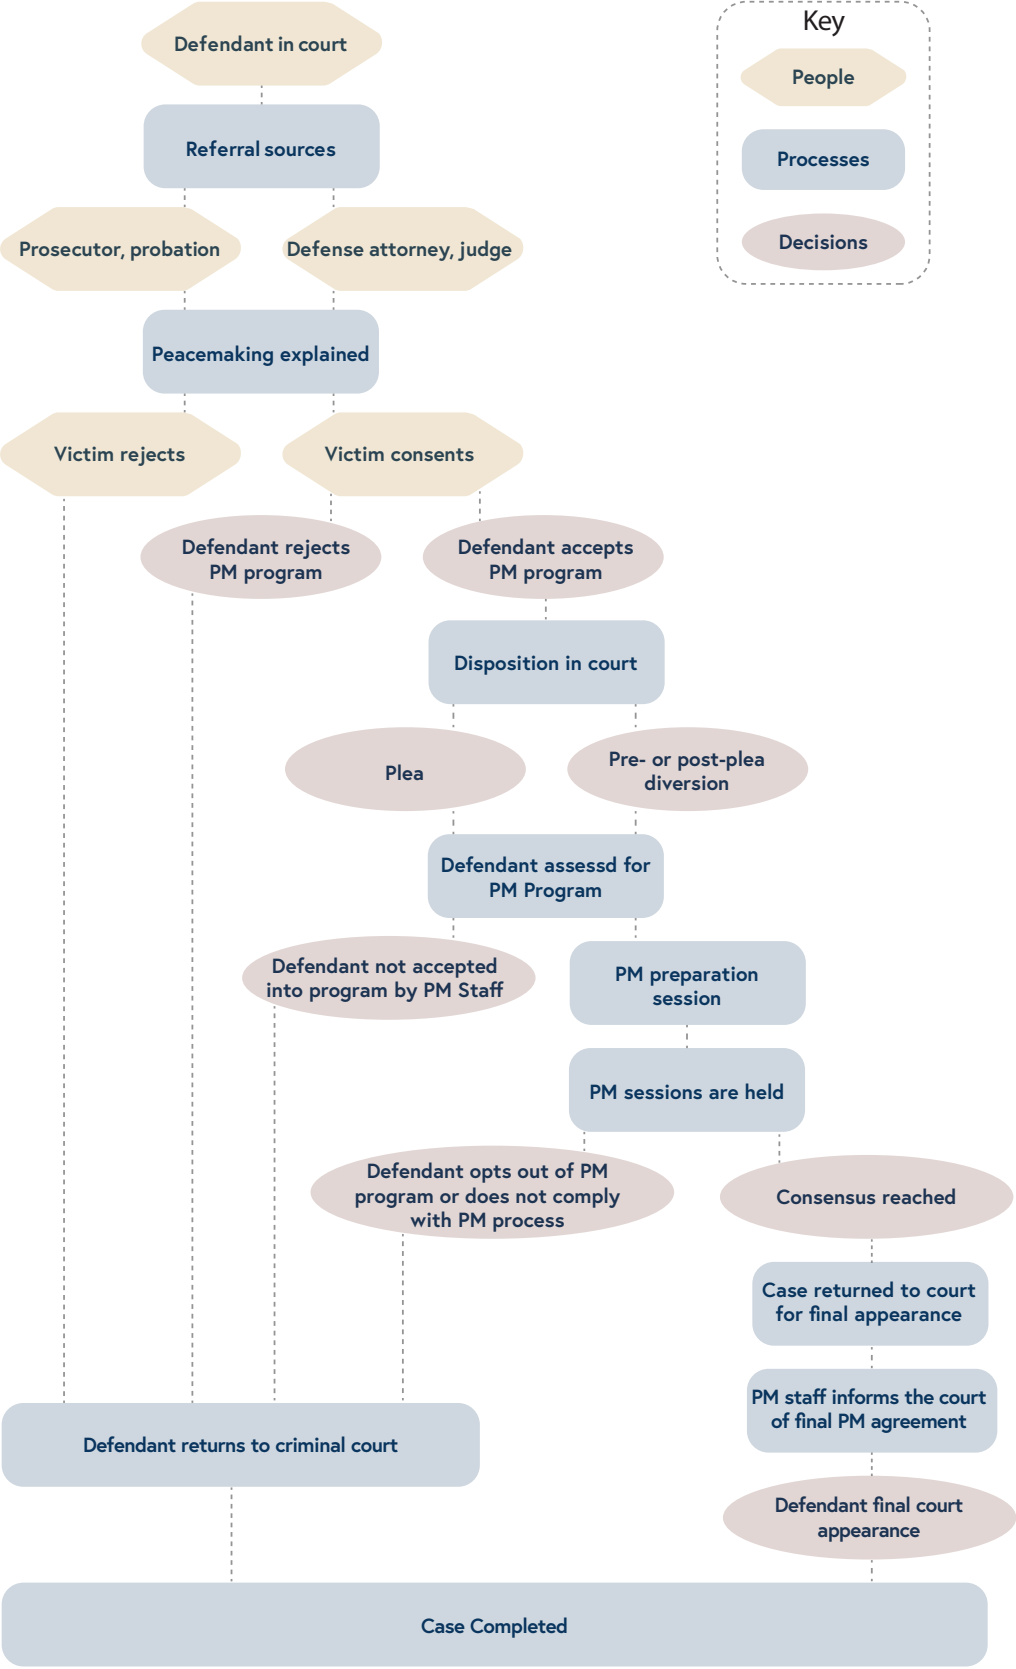 Defendant in court
Key
People
Processes
Decisions
Referral sources
Prosecutor, probation
Defense attorney, judge
Peacemaking explained
Victim rejects
Victim consents
Defendant rejects
PM program
Defendant accepts
PM program
Disposition in court
Plea
Pre- or post-plea
diversion
Defendant assessd for
PM Program
Defendant not accepted
into program by PM Staff
PM preparation
session
PM sessions are held
Defendant opts out of PM
program or does not comply
with PM process
Consensus reached
Case returned to court
for final appearance
PM staff informs the court
of final PM agreement
Defendant returns to criminal court
Defendant final court
appearance
Case Completed